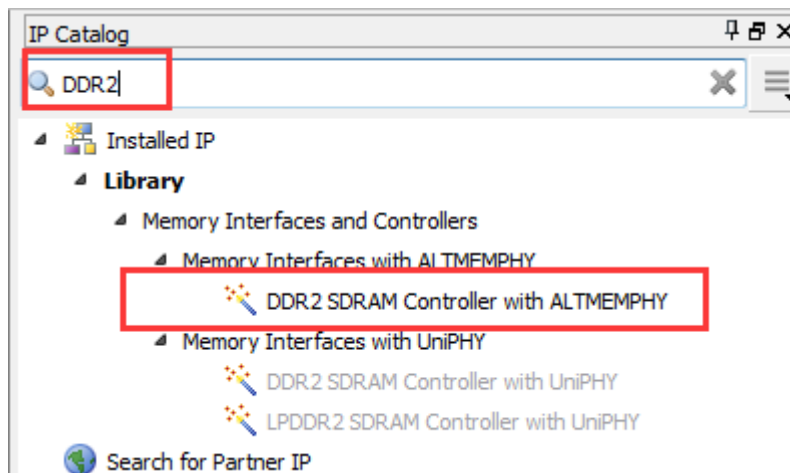 IP Catalog
DDR2
Installed IP
Library
Memory Interfaces and Controllers
Memory Interfaces with ALTMEMPHY
DDR2 SDRAM Controller with ALTMEMPHY
Memory Interfaces with UniPHY
DDR2 SDRAM Controller with UniPHY
LPDDR2 SDRAM Controller with UniPHY
Search for Partner IP